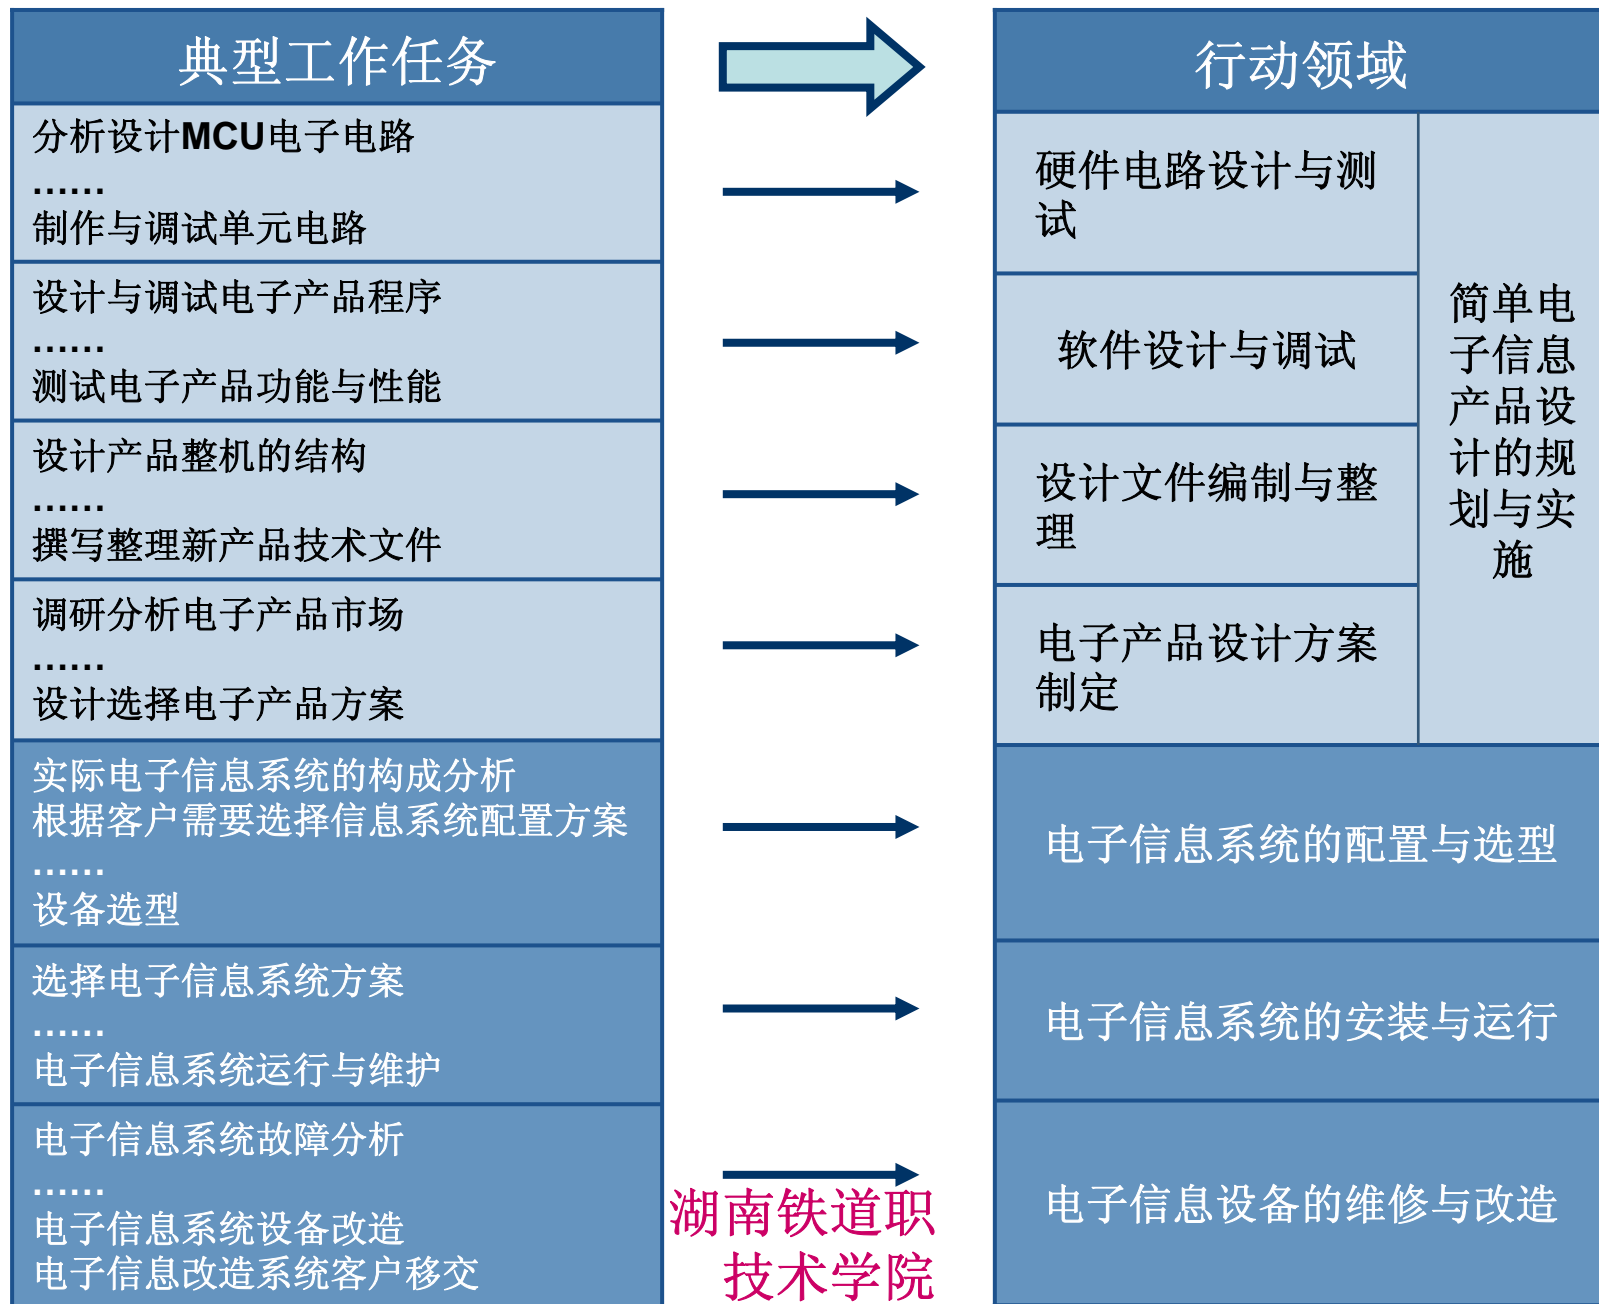 典型工作任务
分析设计MCU电子电路
……
制作与调试单元电路
设计与调试电子产品程序
……
测试电子产品功能与性能
设计产品整机的结构
……
撰写整理新产品技术文件
调研分析电子产品市场
……
设计选择电子产品方案
实际电子信息系统的构成分析
根据客户需要选择信息系统配置方案
……
设备选型
选择电子信息系统方案
……
电子信息系统运行与维护
电子信息系统故障分析
……
电子信息系统设备改造
电子信息改造系统客户移交
行动领域
硬件电路设计与测
试
软件设计与调试
设计文件编制与整
理
电子产品设计方案
制定
简单电
子信息
产品设
计的规
划与实
施
电子信息系统的配置与选型
电子信息系统的安装与运行
电子信息设备的维修与改造
湖南铁道职
技术学院